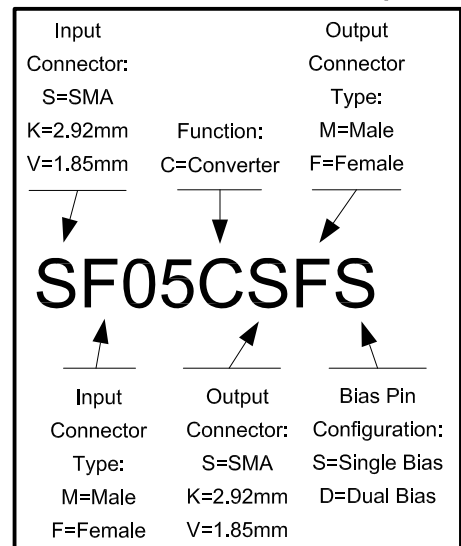 Input
Connector:
S=SMA
K=2.92mm
V=1.85mm
Function:
C=Converter
Output
Connector
Type:
M=Male
F=Female
SF05CSFS
Input
Connector
Type:
M=Male
F=Female
Output
Connector:
S=SMA
K=2.92mm
V=1.85mm
Bias Pin
Configuration:
S=Single Bias
D=Dual Bias